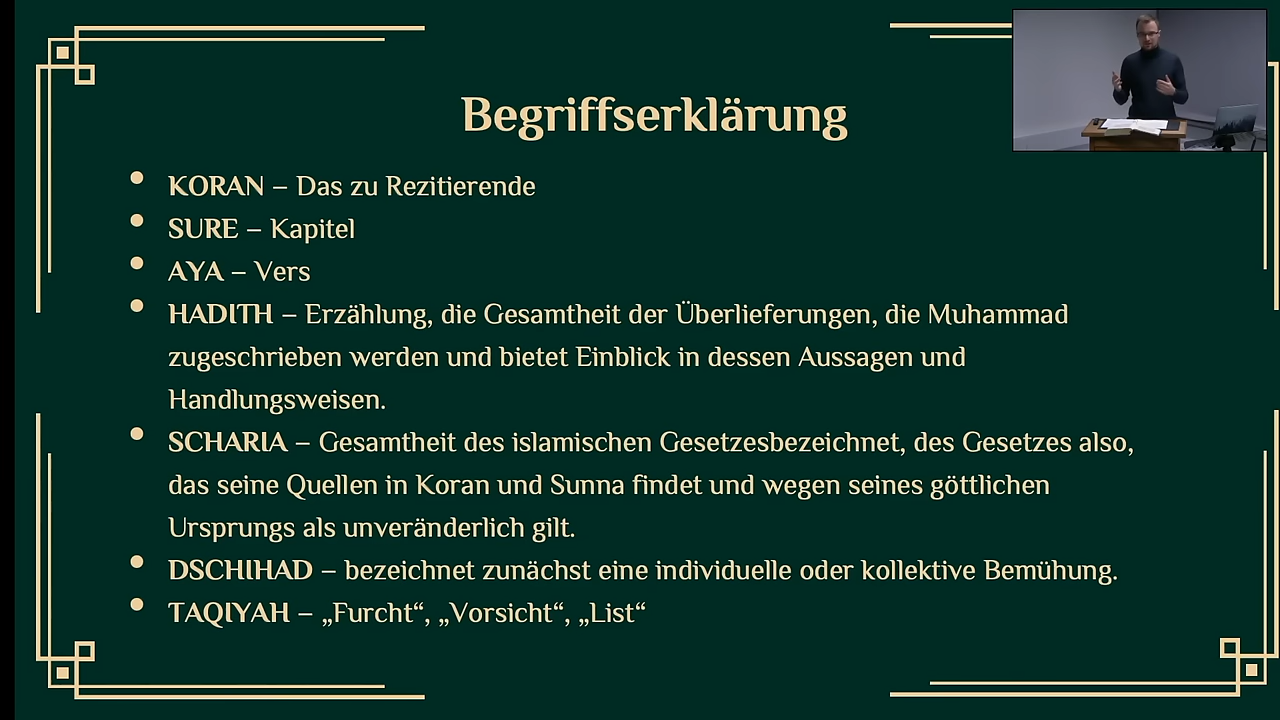 Begriffserklärung
KORAN – Das zu Rezitierende
SURE – Kapitel
AYA – Vers
HADITH – Erzählung, die Gesamtheit der Überlieferungen, die Muhammad
zugeschrieben werden und bietet Einblick in dessen Aussagen und
Handlungsweisen.
SCHARIA – Gesamtheit des islamischen Gesetzesbezeichnet, des Gesetzes also,
das seine Quellen in Koran und Sunna findet und wegen seines göttlichen
Ursprungs als unveränderlich gilt.
DSCHIHAD – bezeichnet zunächst eine individuelle oder kollektive Bemühung.
TAQIYAH – „Furcht“, „Vorsicht“, „List“